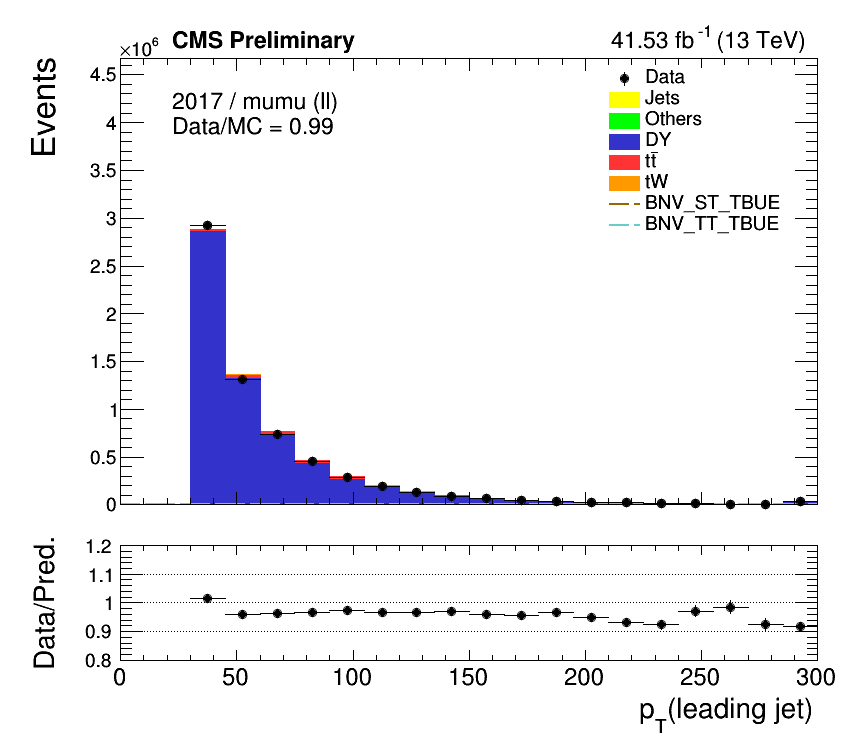 ×10⁶ CMS Preliminary 41.53 fb⁻¹ (13 TeV)
Events
4.5
4
3.5
3
2.5
2
1.5
1
0.5
0
2017 / mumu (ll)
Data/MC = 0.99
Data
Jets
Others
DY
tt̄
tW
BNV_ST_TBUE
BNV_TT_TBUE
Data/Pred.
1.2
1.1
1
0.9
0.8
0 50 100 150 200 250 300
p_T(leading jet)